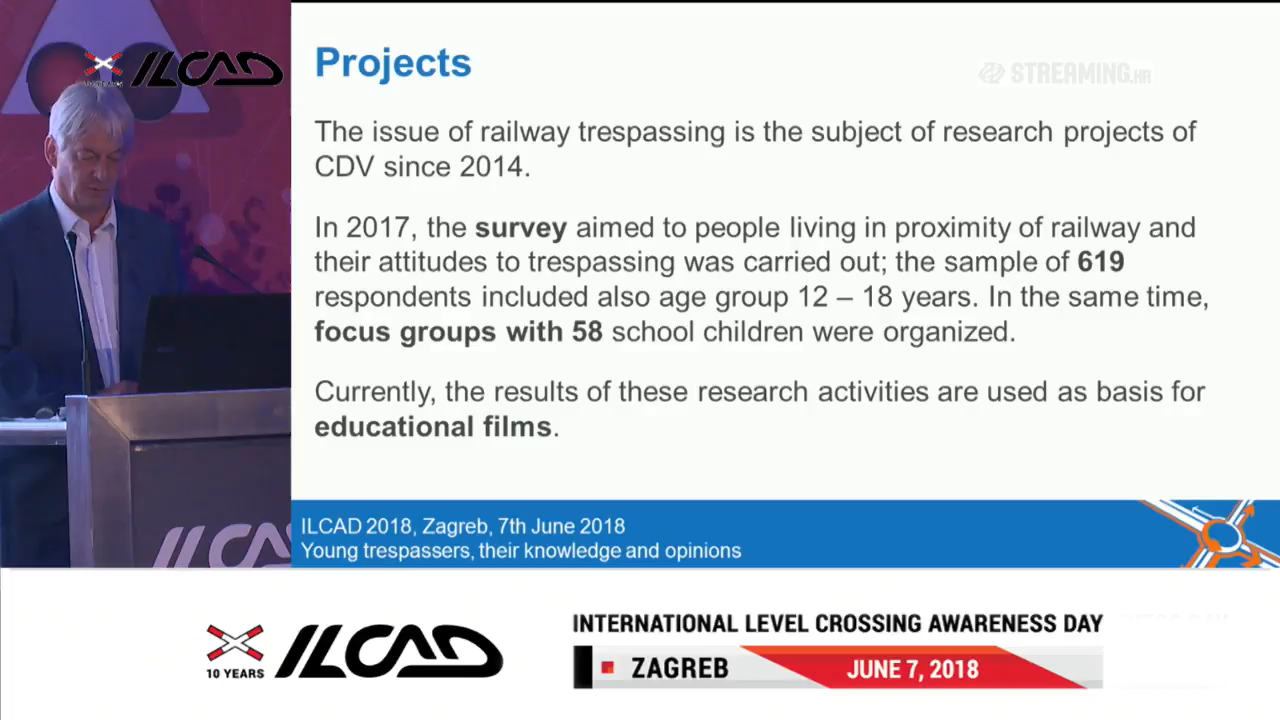 ILCAD
Projects
STREAMING.HR
The issue of railway trespassing is the subject of research projects of
CDV since 2014.
In 2017, the survey aimed to people living in proximity of railway and
their attitudes to trespassing was carried out; the sample of 619
respondents included also age group 12 – 18 years. In the same time,
focus groups with 58 school children were organized.
Currently, the results of these research activities are used as basis for
educational films.
ILCAD 2018, Zagreb, 7th June 2018
Young trespassers, their knowledge and opinions
ILCA
10 YEARS
ILCAD
INTERNATIONAL LEVEL CROSSING AWARENESS DAY
ZAGREB
JUNE 7, 2018